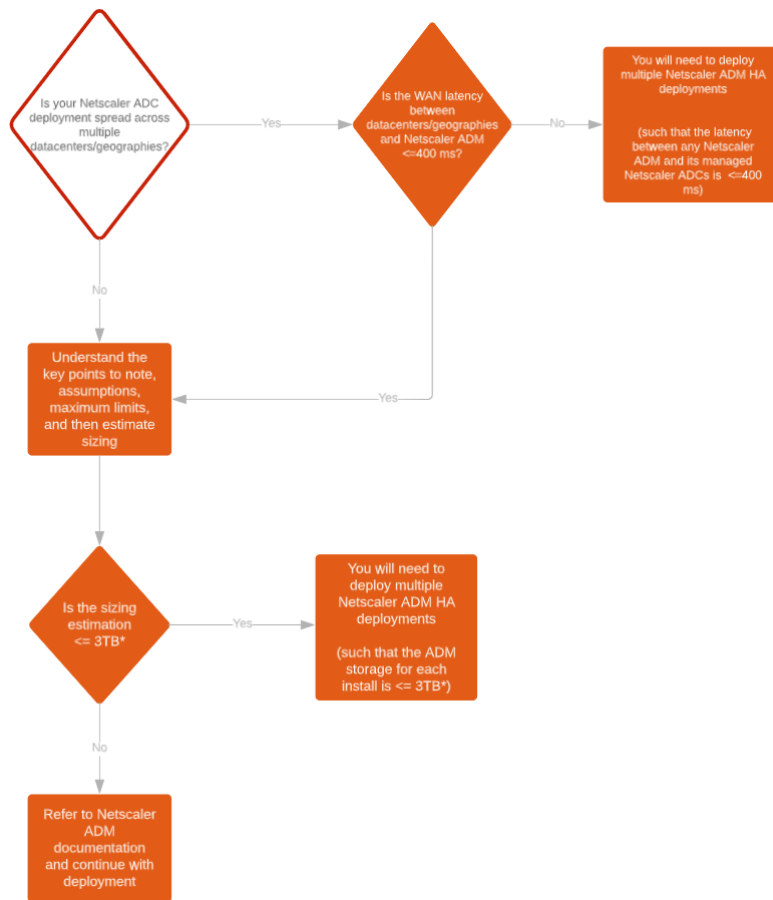 Is your Netscaler ADC
deployment spread across
multiple
datacenters/geographies?
Yes
Is the WAN latency
between
datacenters/geographies
and Netscaler ADM
<=400 ms?
No
You will need to deploy
multiple Netscaler ADM HA
deployments
(such that the latency
between any Netscaler
ADM and its managed
Netscaler ADCs is <=400
ms)
No
Understand the
key points to note,
assumptions,
maximum limits,
and then estimate
sizing
Yes
Is the sizing
estimation
<= 3TB*
Yes
You will need to
deploy multiple
Netscaler ADM HA
deployments
(such that the ADM
storage for each
install is <= 3TB*)
No
Refer to Netscaler
ADM
documentation
and continue with
deployment